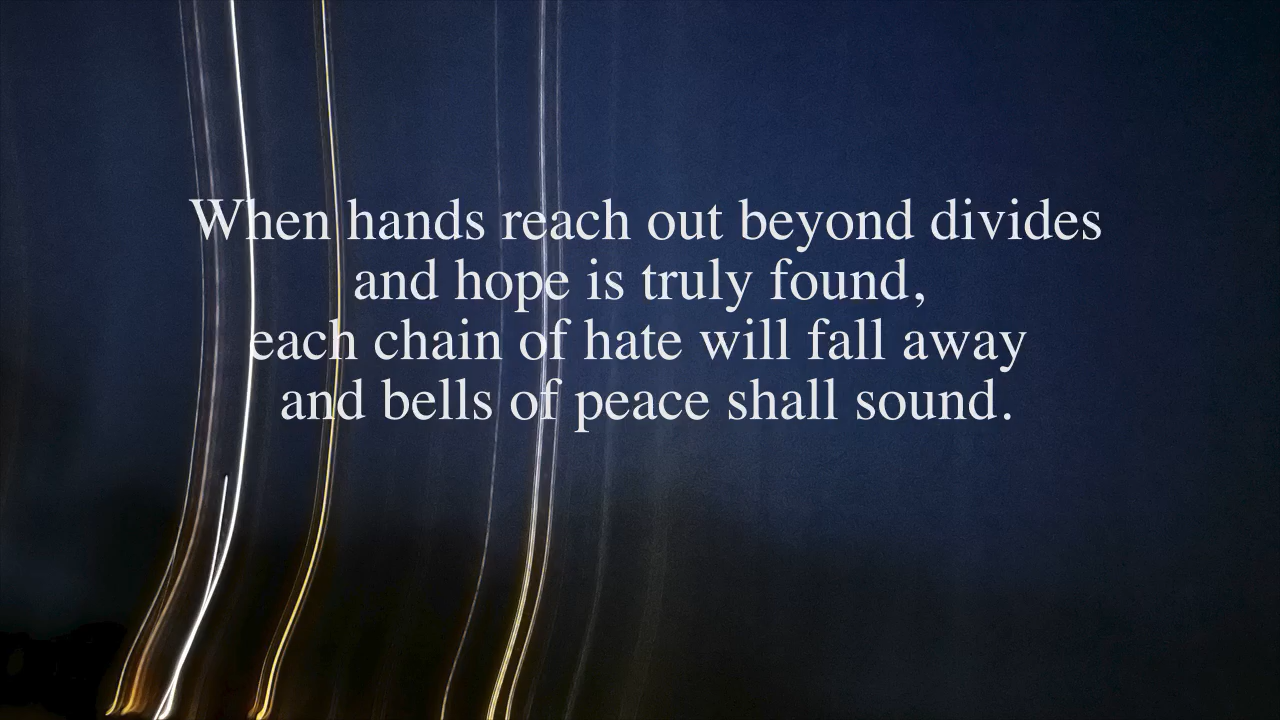 When hands reach out beyond divides
and hope is truly found,
each chain of hate will fall away
and bells of peace shall sound.